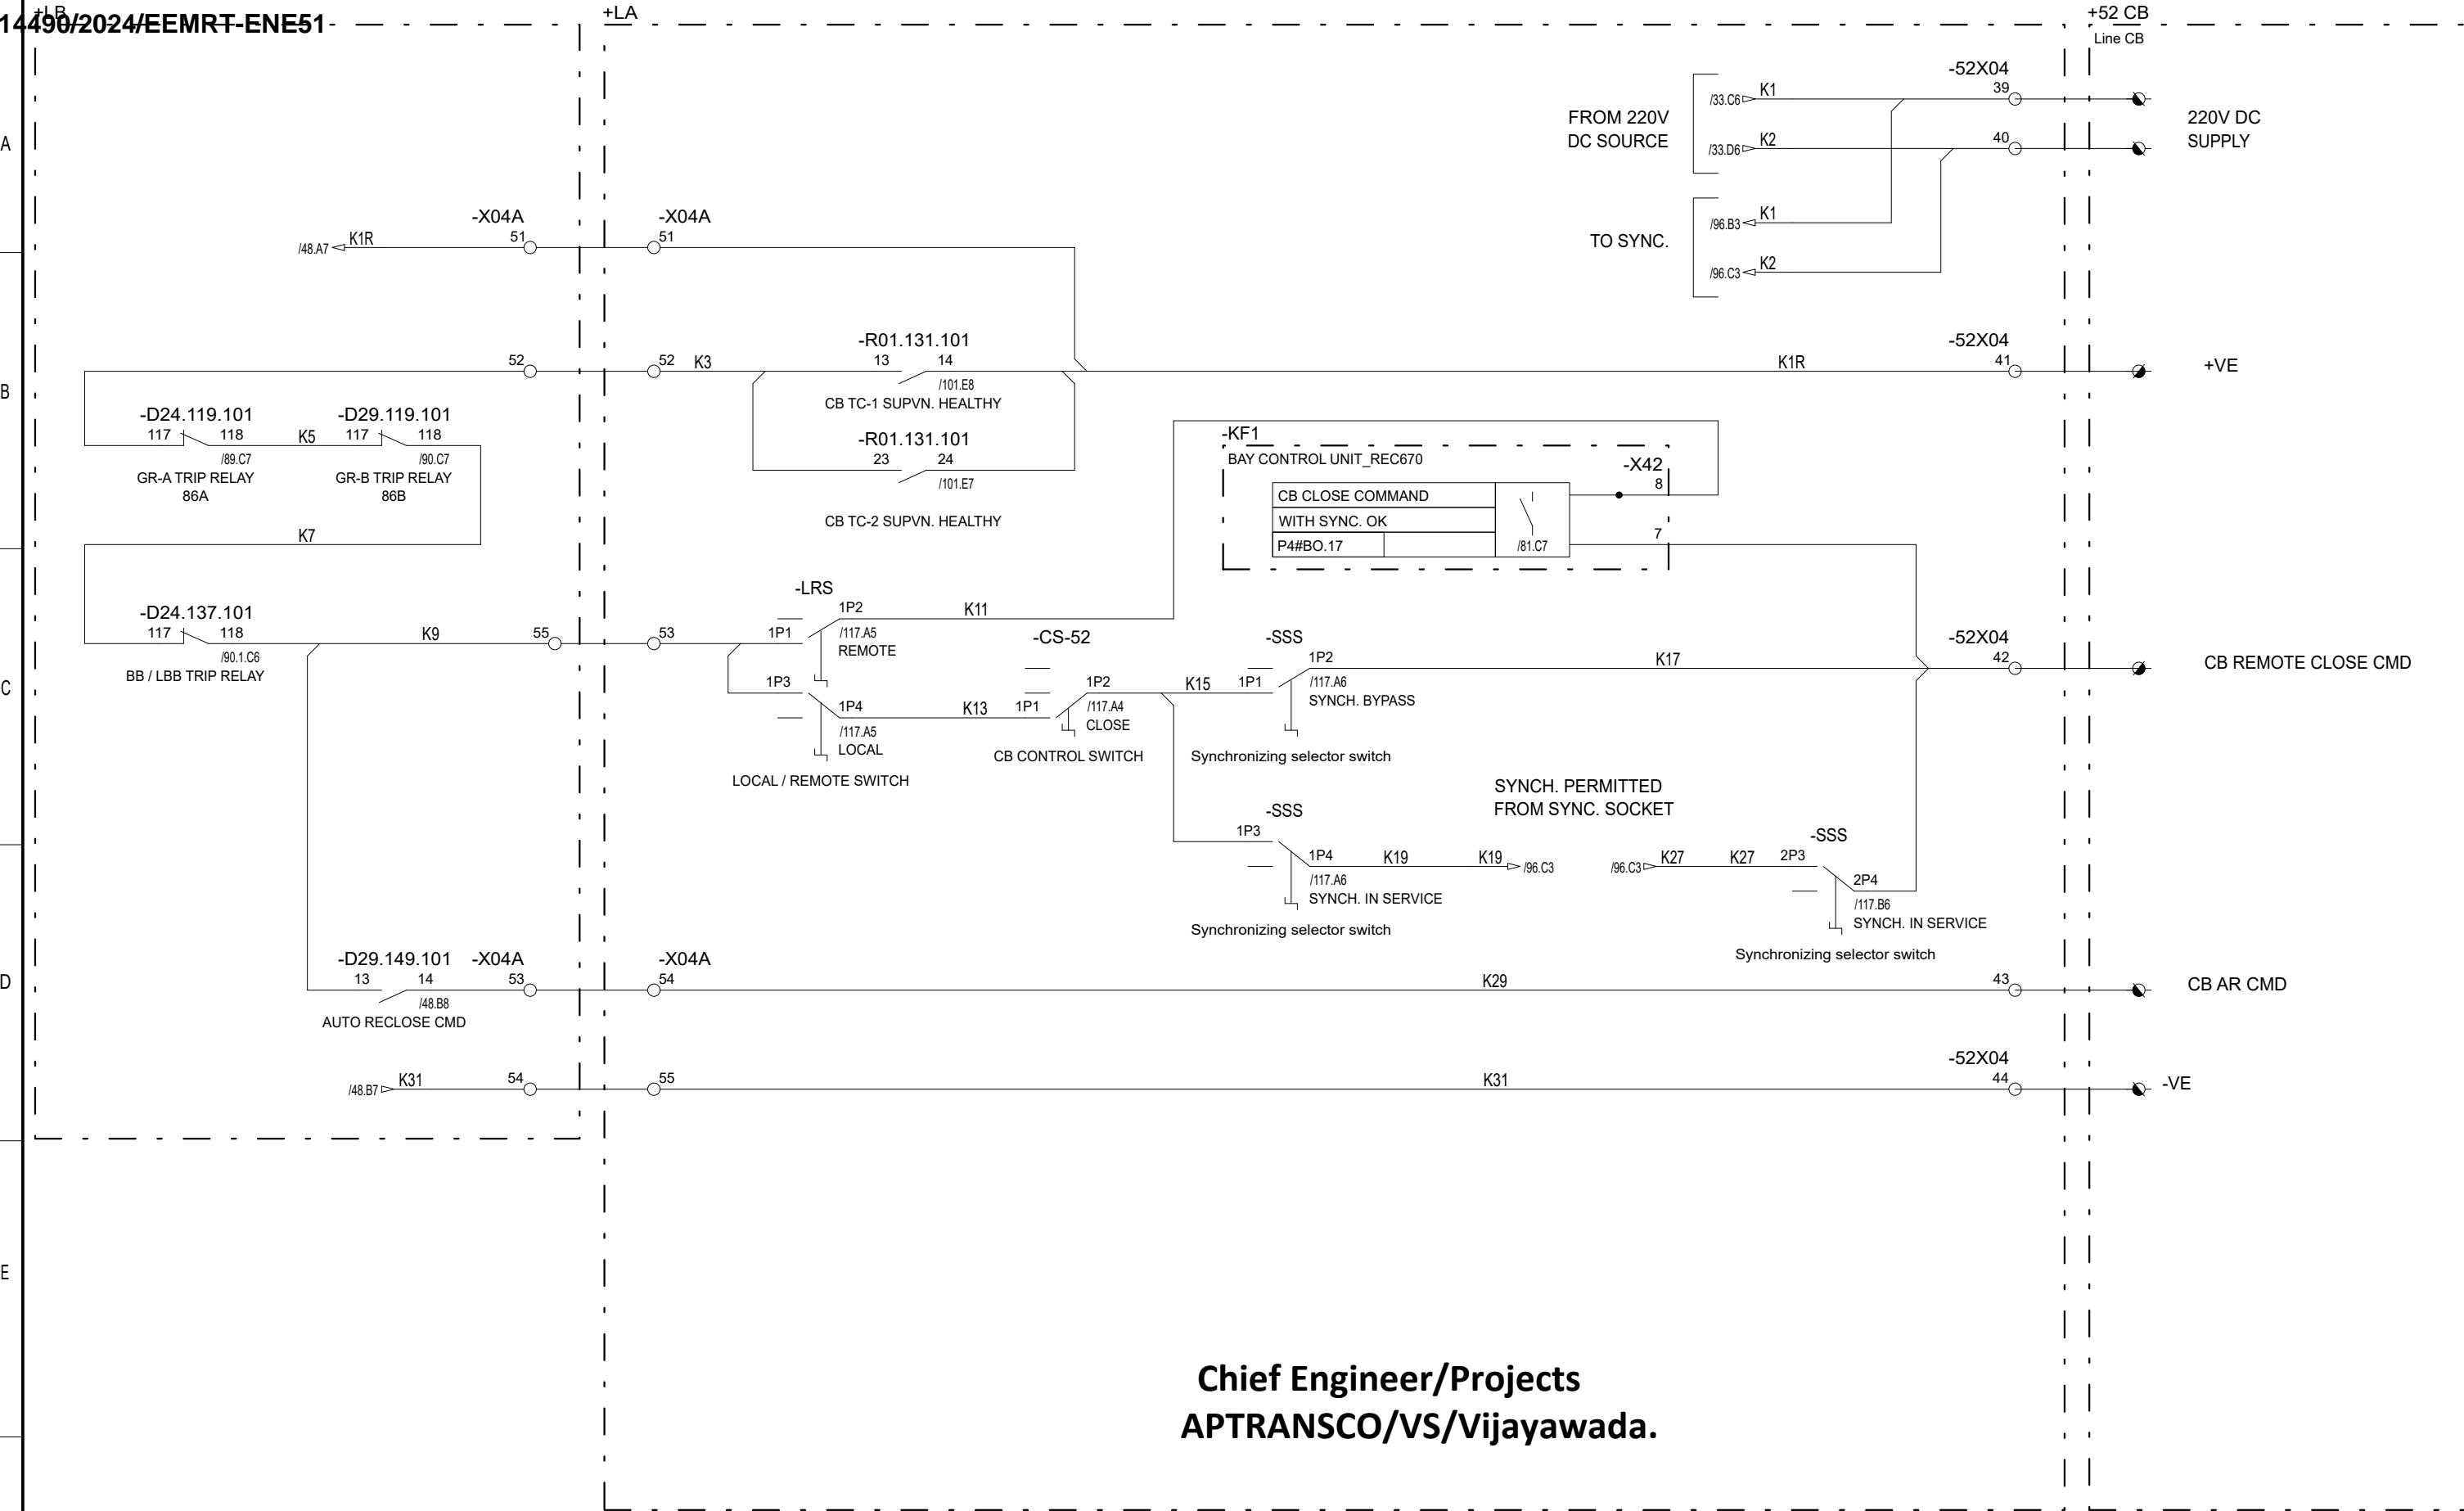 +LB
14490/2024/EEMRT-ENE51
+LA
+52 CB
Line CB
-52X04
39
/33.C6
K1
FROM 220V
DC SOURCE
220V DC
SUPPLY
A
/33.D6
K2
40
/96.B3
K1
TO SYNC.
/96.C3
K2
-X04A
51
-X04A
51
/48.A7
K1R
-R01.131.101
13
14
/101.E8
CB TC-1 SUPVN. HEALTHY
52
52
K3
K1R
-52X04
41
+VE
B
-D24.119.101
117
118
/89.C7
GR-A TRIP RELAY
86A
K5
-D29.119.101
117
118
/90.C7
GR-B TRIP RELAY
86B
-R01.131.101
23
24
/101.E7
CB TC-2 SUPVN. HEALTHY
-KF1
BAY CONTROL UNIT_REC670
-X42
8
CB CLOSE COMMAND
WITH SYNC. OK
P4#BO.17
/81.C7
7
K7
-LRS
1P1
1P2
/117.A5
REMOTE
K11
-D24.137.101
117
118
/90.1.C6
BB / LBB TRIP RELAY
K9
55
53
1P3
1P4
/117.A5
LOCAL
LOCAL / REMOTE SWITCH
K13
-CS-52
1P1
1P2
/117.A4
CLOSE
CB CONTROL SWITCH
K15
-SSS
1P1
1P2
/117.A6
SYNCH. BYPASS
Synchronizing selector switch
K17
-52X04
42
CB REMOTE CLOSE CMD
C
SYNCH. PERMITTED
FROM SYNC. SOCKET
-SSS
1P3
1P4
/117.A6
SYNCH. IN SERVICE
Synchronizing selector switch
K19
K19
/96.C3
/96.C3
K27
K27
-SSS
2P3
2P4
/117.B6
SYNCH. IN SERVICE
Synchronizing selector switch
D
-D29.149.101
13
14
/48.B8
AUTO RECLOSE CMD
-X04A
53
-X04A
54
K29
43
CB AR CMD
/48.B7
K31
54
55
K31
-52X04
44
-VE
E
Chief Engineer/Projects
APTRANSCO/VS/Vijayawada.